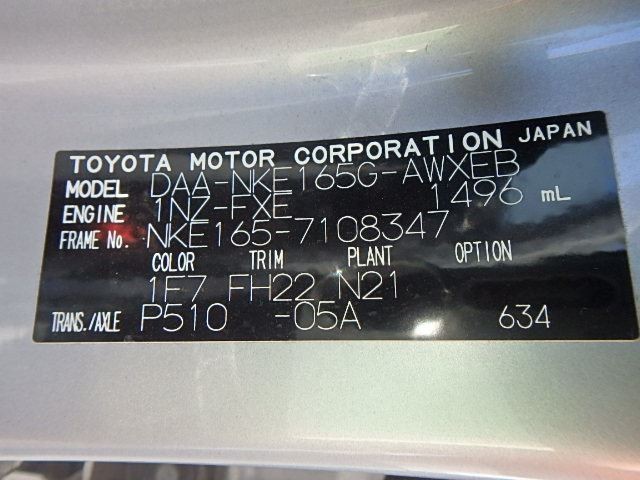 TOYOTA MOTOR CORPORATION JAPAN
MODEL DAA-NKE165G-AWXEB
ENGINE 1NZ-FXE 1496 mL
FRAME No. NKE165-7108347
COLOR TRIM PLANT OPTION
1F7 FH22 N21
TRANS./AXLE P510 -05A 634